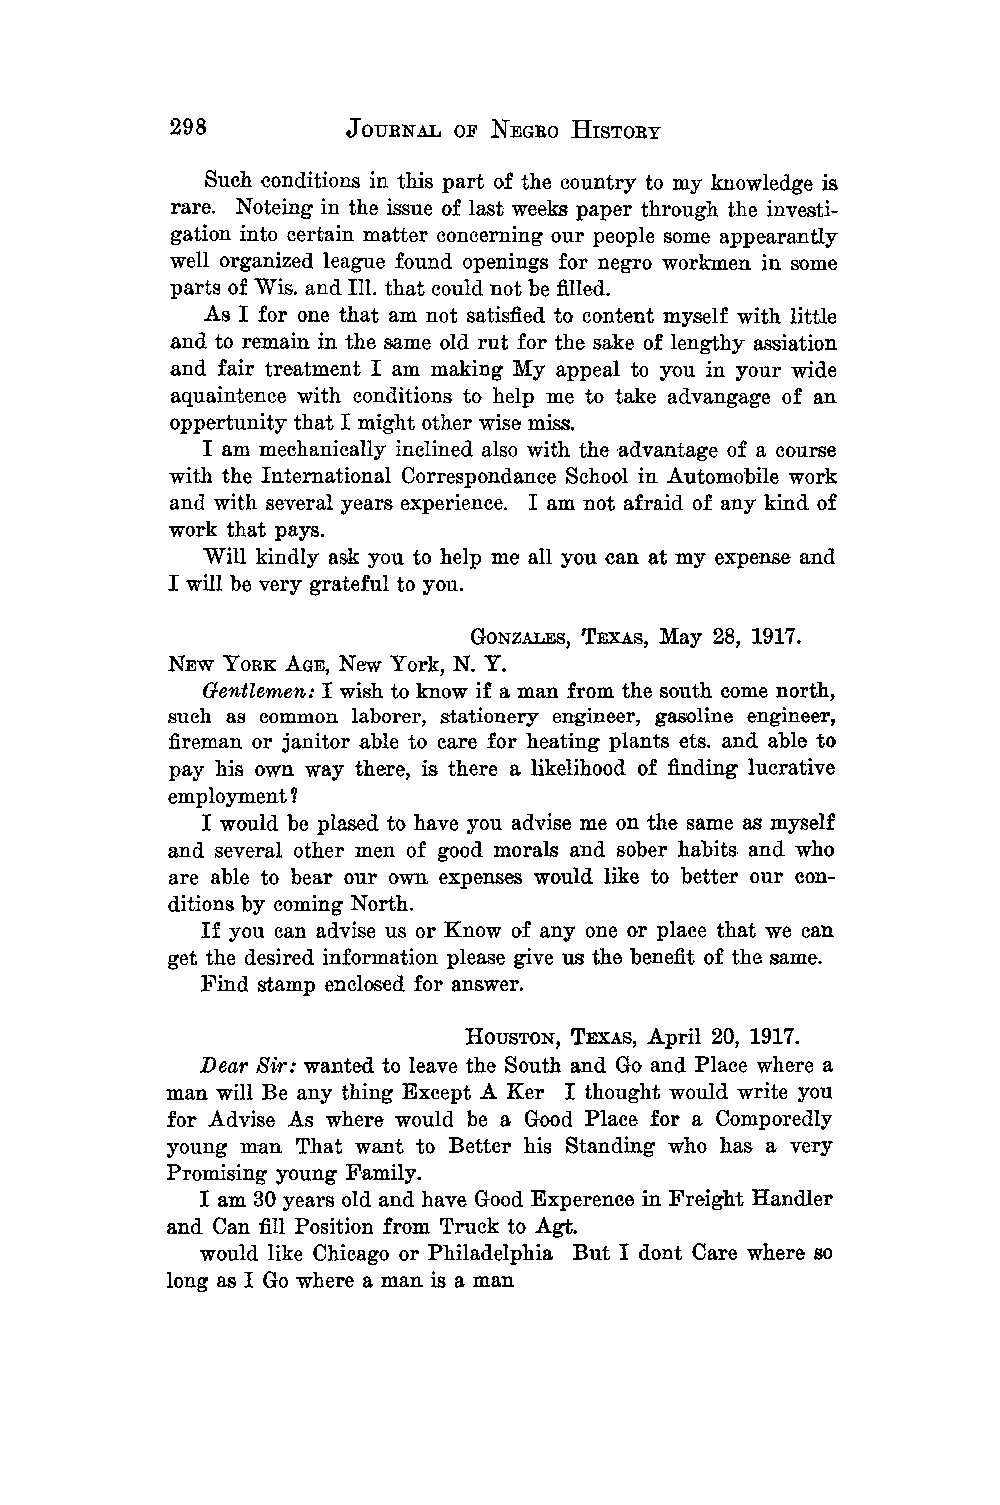 298 JOURNAL OF NEGRO HISTORY
Such conditions in this part of the country to my knowledge is
rare. Noteing in the issue of last weeks paper through the investi-
gation into certain matter concerning our people some appearantly
well organized league found openings for negro workmen in some
parts of Wis. and Ill. that could not be filled.
As I for one that am not satisfied to content myself with little
and to remain in the same old rut for the sake of lengthy assiation
and fair treatment I am making My appeal to you in your wide
aquaintence with conditions to help me to take advangage of an
oppertunity that I might other wise miss.
I am mechanically inclined also with the advantage of a course
with the International Correspondance School in Automobile work
and with several years experience. I am not afraid of any kind of
work that pays.
Will kindly ask you to help me all you can at my expense and
I will be very grateful to you.
GONZALES, TEXAS, May 28, 1917.
NEW YORK AGE, New York, N. Y.
Gentlemen: I wish to know if a man from the south come north,
such as common laborer, stationery engineer, gasoline engineer,
fireman or janitor able to care for heating plants ets. and able to
pay his own way there, is there a likelihood of finding lucrative
employment?
I would be plased to have you advise me on the same as myself
and several other men of good morals and sober habits and who
are able to bear our own expenses would like to better our con-
ditions by coming North.
If you can advise us or Know of any one or place that we can
get the desired information please give us the benefit of the same.
Find stamp enclosed for answer.
HOUSTON, TEXAS, April 20, 1917.
Dear Sir: wanted to leave the South and Go and Place where a
man will Be any thing Except A Ker I thought would write you
for Advise As where would be a Good Place for a Comporedly
young man That want to Better his Standing who has a very
Promising young Family.
I am 30 years old and have Good Experence in Freight Handler
and Can fill Position from Truck to Agt.
would like Chicago or Philadelphia But I dont Care where so
long as I Go where a man is a man